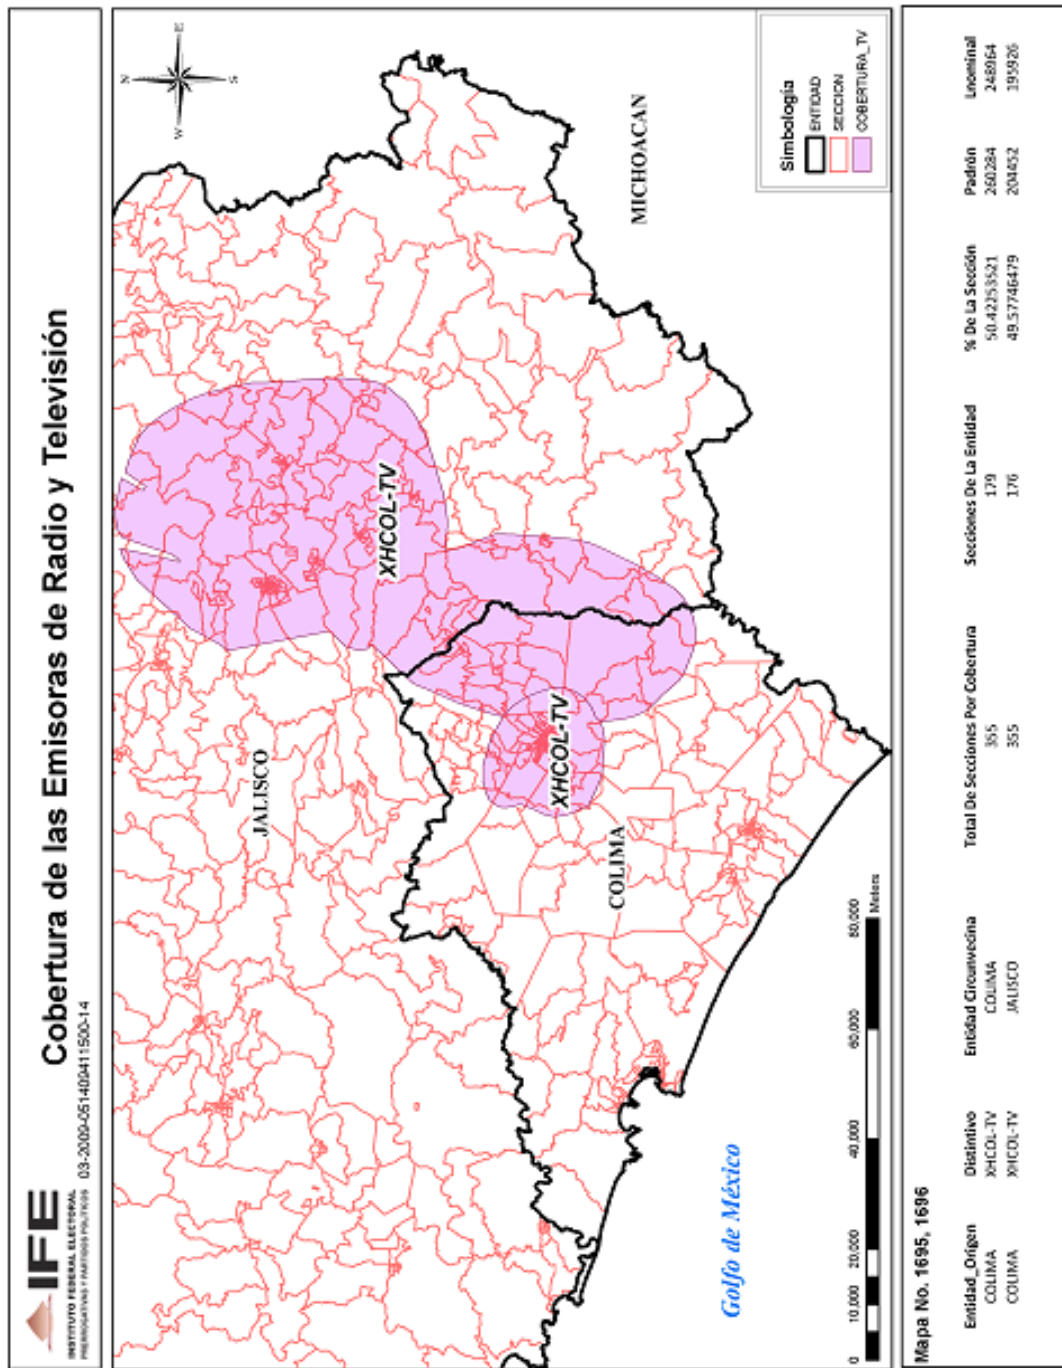 Cobertura de las Emisoras de Radio y Televisión
IFE
INSTITUTO FEDERAL ELECTORAL
PRERROGATIVAS Y PARTIDOS POLITICOS
03-2009-051400411500-14
N
W
E
S
JALISCO
XHCOL-TV
XHCOL-TV
COLIMA
MICHOACAN
Golfo de México
Simbología
ENTIDAD
SECCION
COBERTURA_TV
0 10,000 20,000 40,000 60,000 80,000
Meters
Mapa No. 1695, 1696
Entidad_Origen Distintivo Entidad Circunvecina Total De Secciones Por Cobertura Secciones De La Entidad % De La Sección Padrón Lnominal
COLIMA XHCOL-TV COLIMA 355 179 50.42253521 260284 248964
COLIMA XHCOL-TV JALISCO 355 176 49.57746479 204452 195926